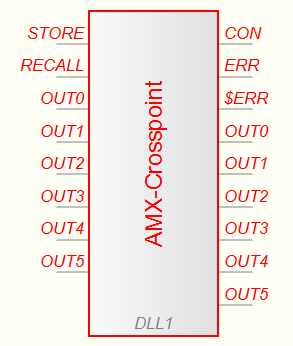 STORE
RECALL
OUT0
OUT1
OUT2
OUT3
OUT4
OUT5
AMX-Crosspoint
DLL1
CON
ERR
$ERR
OUT0
OUT1
OUT2
OUT3
OUT4
OUT5